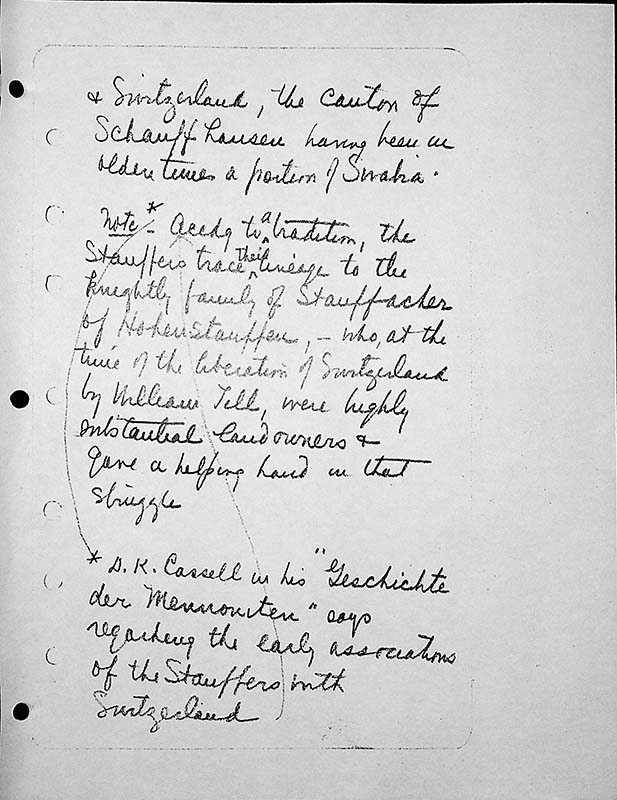 & Switzerland, the canton of
Schauffhausen having been in
olden times a portion of Swabia.
Note* - Accdg to a tradition, the
Stauffers trace their lineage to the
knightly family of Stauffacher
of HohenStauffen, - who, at the
time of the liberation of Switzerland
by William Tell, were highly
substantial landowners &
gave a helping hand in that
struggle
* D. K. Cassell in his "Geschichte
der Mennoniten" says
regarding the early associations
of the Stauffers with
Switzerland